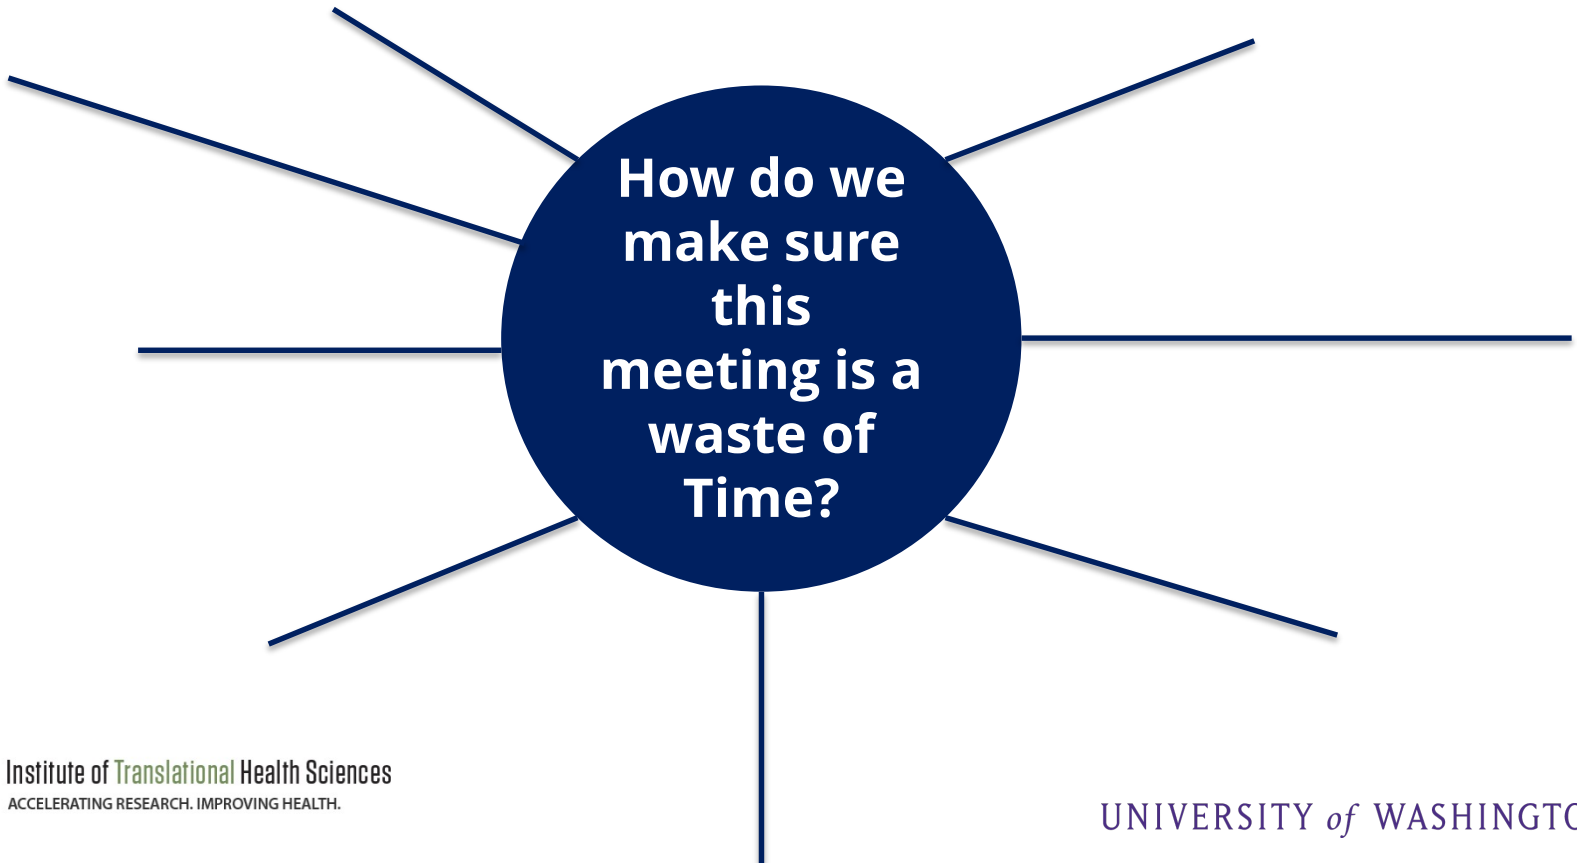 How do we
make sure
this
meeting is a
waste of
Time?
Institute of Translational Health Sciences
ACCELERATING RESEARCH. IMPROVING HEALTH.
UNIVERSITY of WASHINGTO